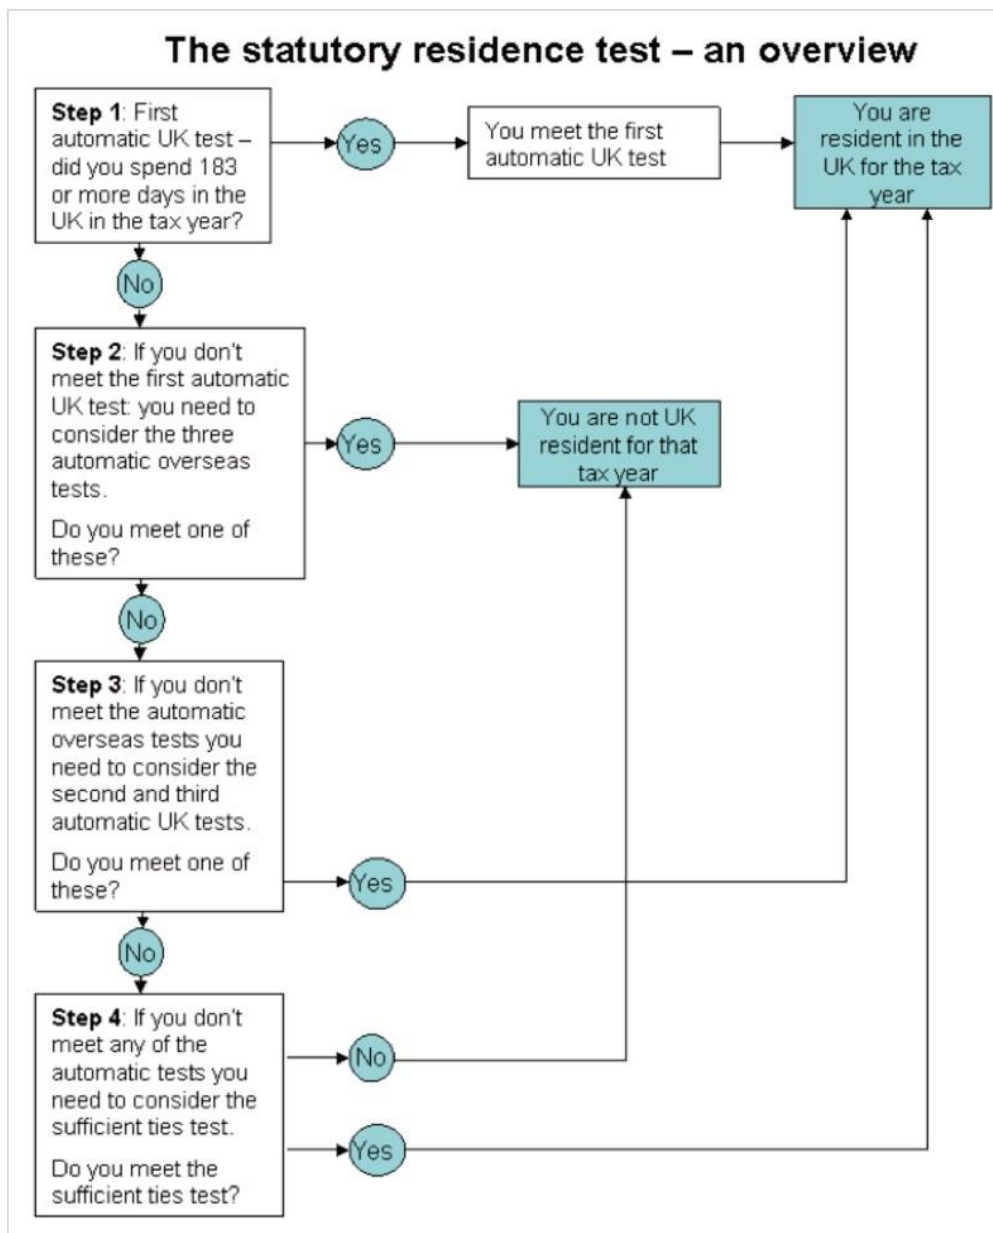 The statutory residence test – an overview
Step 1: First
automatic UK test –
did you spend 183
or more days in the
UK in the tax year?
Yes
You meet the first
automatic UK test
You are
resident in the
UK for the tax
year
No
Step 2: If you don't
meet the first automatic
UK test: you need to
consider the three
automatic overseas
tests.
Do you meet one of
these?
Yes
You are not UK
resident for that
tax year
No
Step 3: If you don't
meet the automatic
overseas tests you
need to consider the
second and third
automatic UK tests.
Do you meet one of
these?
Yes
No
Step 4: If you don't
meet any of the
automatic tests you
need to consider the
sufficient ties test.
Do you meet the
sufficient ties test?
No
Yes